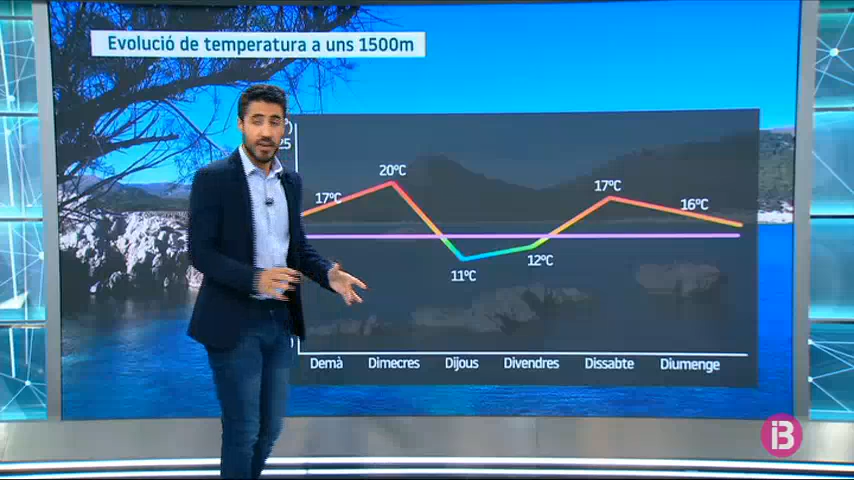 Evolució de temperatura a uns 1500m
25
17ºC
20ºC
11ºC
12ºC
17ºC
16ºC
Demà
Dimecres
Dijous
Divendres
Dissabte
Diumenge
iB